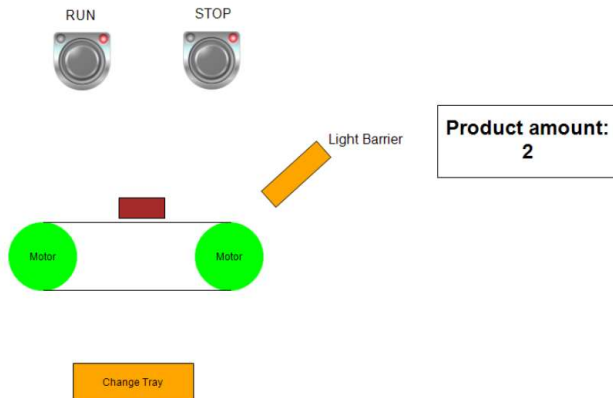 RUN
STOP
Light Barrier
Product amount:
2
Motor
Motor
Change Tray